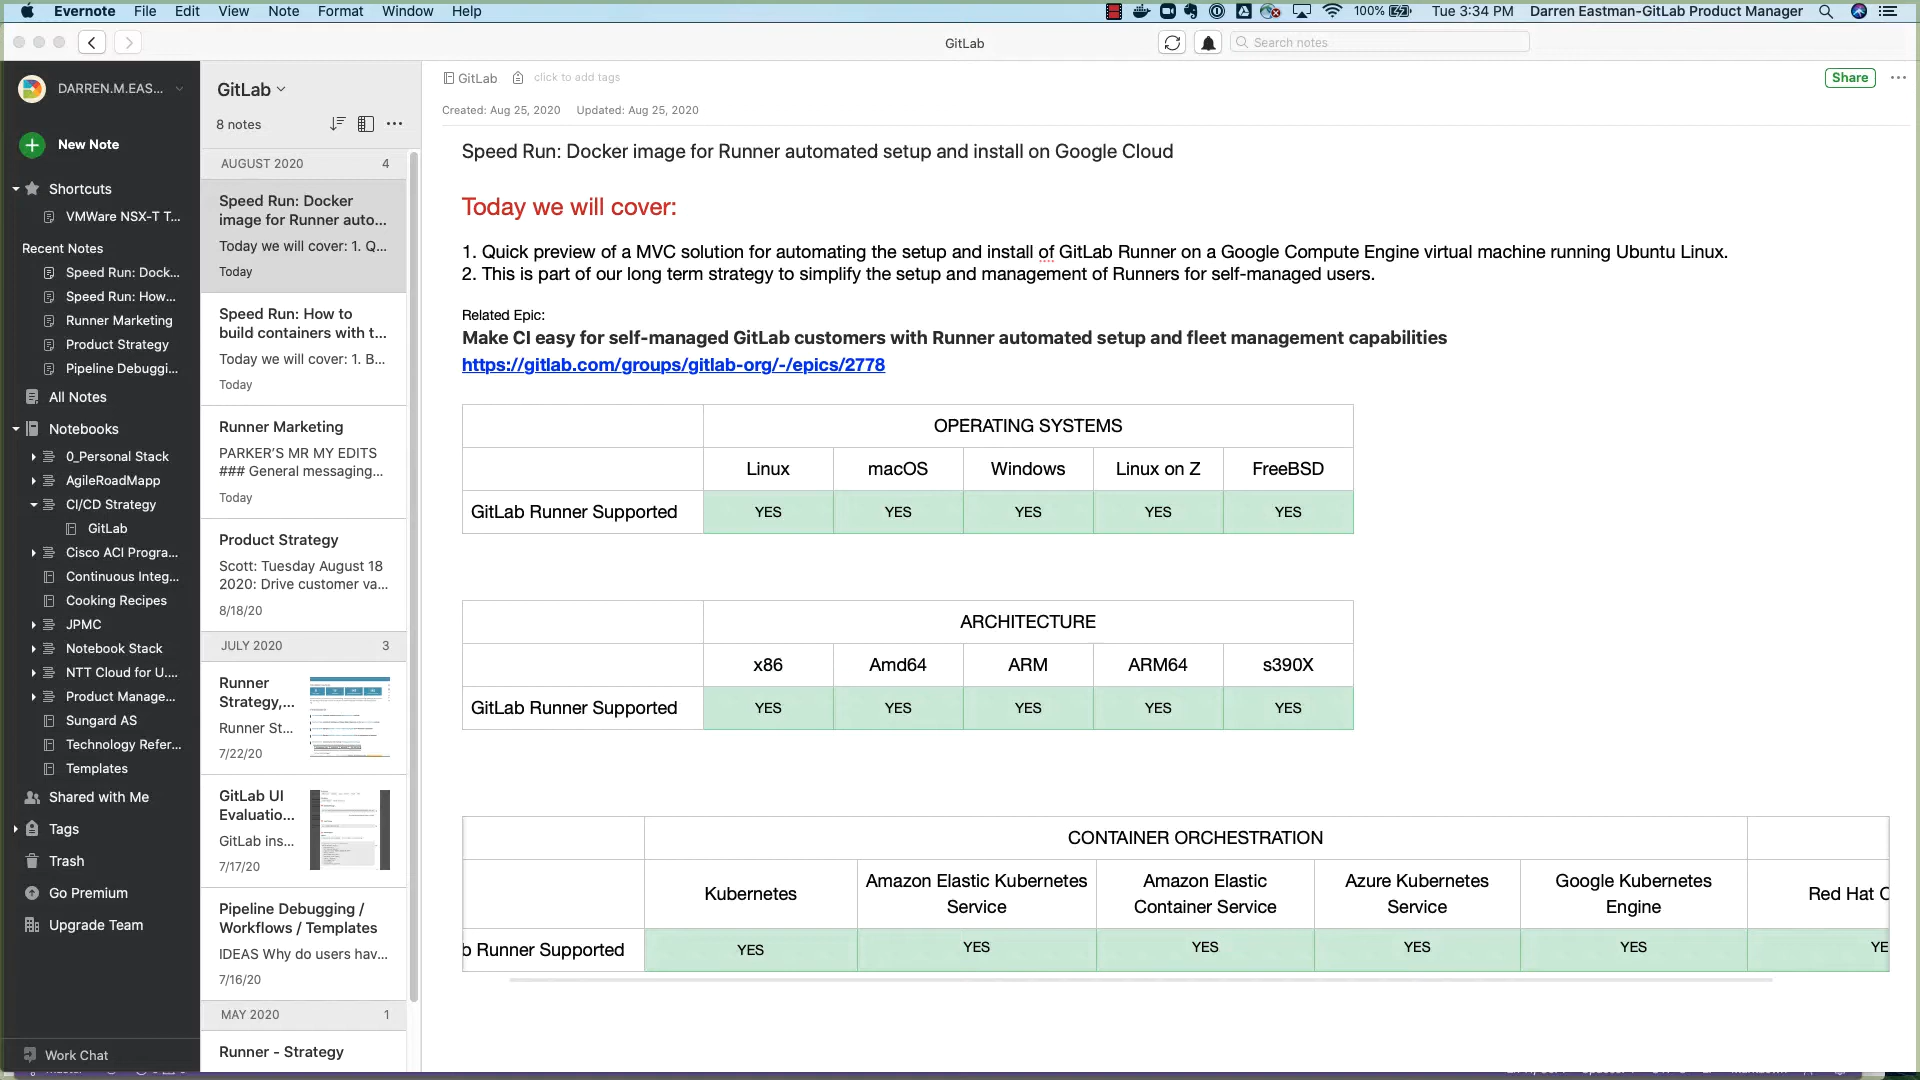 Evernote File Edit View Note Format Window Help
100% Tue 3:34 PM Darren Eastman-GitLab Product Manager
GitLab
Search notes
DARREN.M.EAS...
New Note
Shortcuts
VMWare NSX-T T...
Recent Notes
Speed Run: Dock...
Speed Run: How...
Runner Marketing
Product Strategy
Pipeline Debuggi...
All Notes
Notebooks
0_Personal Stack
AgileRoadMapp
CI/CD Strategy
GitLab
Cisco ACI Progra...
Continuous Integ...
Cooking Recipes
JPMC
Notebook Stack
NTT Cloud for U....
Product Manage...
Sungard AS
Technology Refer...
Templates
Shared with Me
Tags
Trash
Go Premium
Upgrade Team
Work Chat
GitLab
8 notes
AUGUST 2020 4
Speed Run: Docker
image for Runner auto...
Today we will cover: 1. Q...
Today
Speed Run: How to
build containers with t...
Today we will cover: 1. B...
Today
Runner Marketing
PARKER'S MR MY EDITS
### General messaging...
Today
Product Strategy
Scott: Tuesday August 18
2020: Drive customer va...
8/18/20
JULY 2020 3
Runner
Strategy,...
Runner St...
7/22/20
GitLab UI
Evaluatio...
GitLab ins...
7/17/20
Pipeline Debugging /
Workflows / Templates
IDEAS Why do users hav...
7/16/20
MAY 2020 1
Runner - Strategy
GitLab click to add tags
Share
Created: Aug 25, 2020 Updated: Aug 25, 2020
Speed Run: Docker image for Runner automated setup and install on Google Cloud
Today we will cover:
1. Quick preview of a MVC solution for automating the setup and install of GitLab Runner on a Google Compute Engine virtual machine running Ubuntu Linux.
2. This is part of our long term strategy to simplify the setup and management of Runners for self-managed users.
Related Epic:
Make CI easy for self-managed GitLab customers with Runner automated setup and fleet management capabilities
https://gitlab.com/groups/gitlab-org/-/epics/2778
OPERATING SYSTEMS
Linux macOS Windows Linux on Z FreeBSD
GitLab Runner Supported YES YES YES YES YES
ARCHITECTURE
x86 Amd64 ARM ARM64 s390X
GitLab Runner Supported YES YES YES YES YES
CONTAINER ORCHESTRATION
Kubernetes Amazon Elastic Kubernetes Service Amazon Elastic Container Service Azure Kubernetes Service Google Kubernetes Engine Red Hat C
b Runner Supported YES YES YES YES YES YE